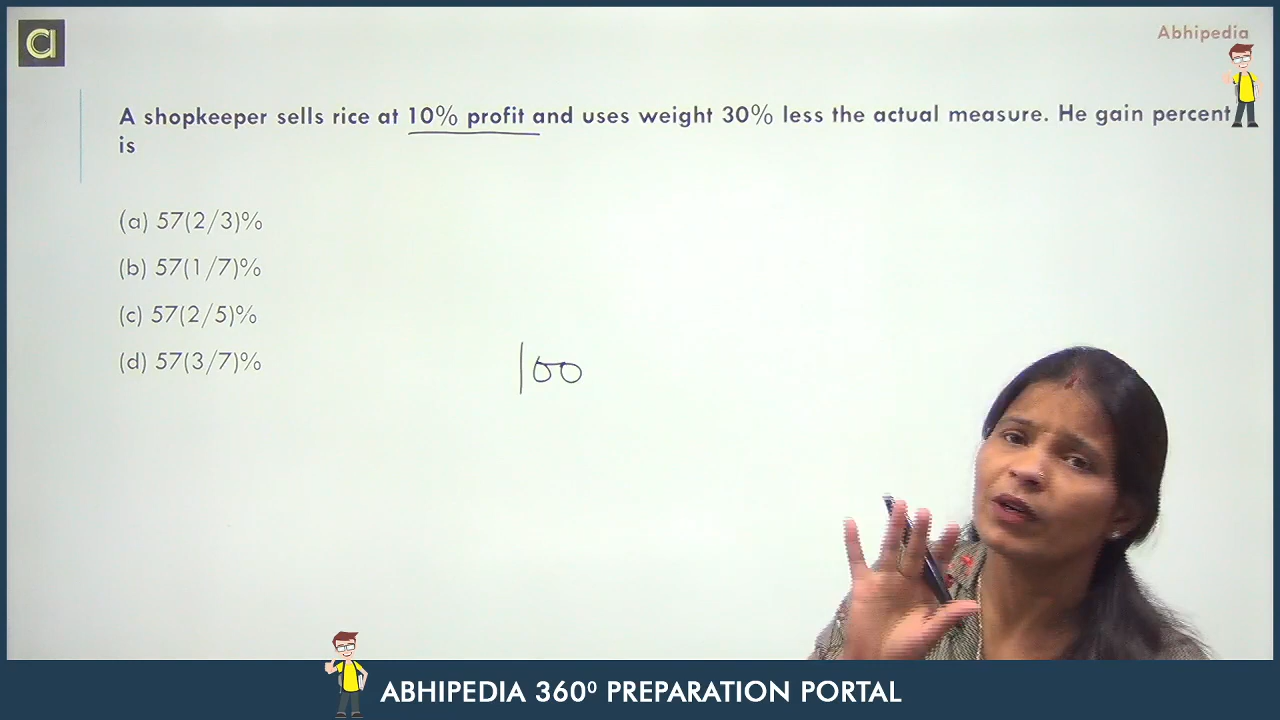 Abhipedia
A shopkeeper sells rice at 10% profit and uses weight 30% less the actual measure. He gain percent
is
(a) 57(2/3)%
(b) 57(1/7)%
(c) 57(2/5)%
(d) 57(3/7)%
100
ABHIPEDIA 360⁰ PREPARATION PORTAL